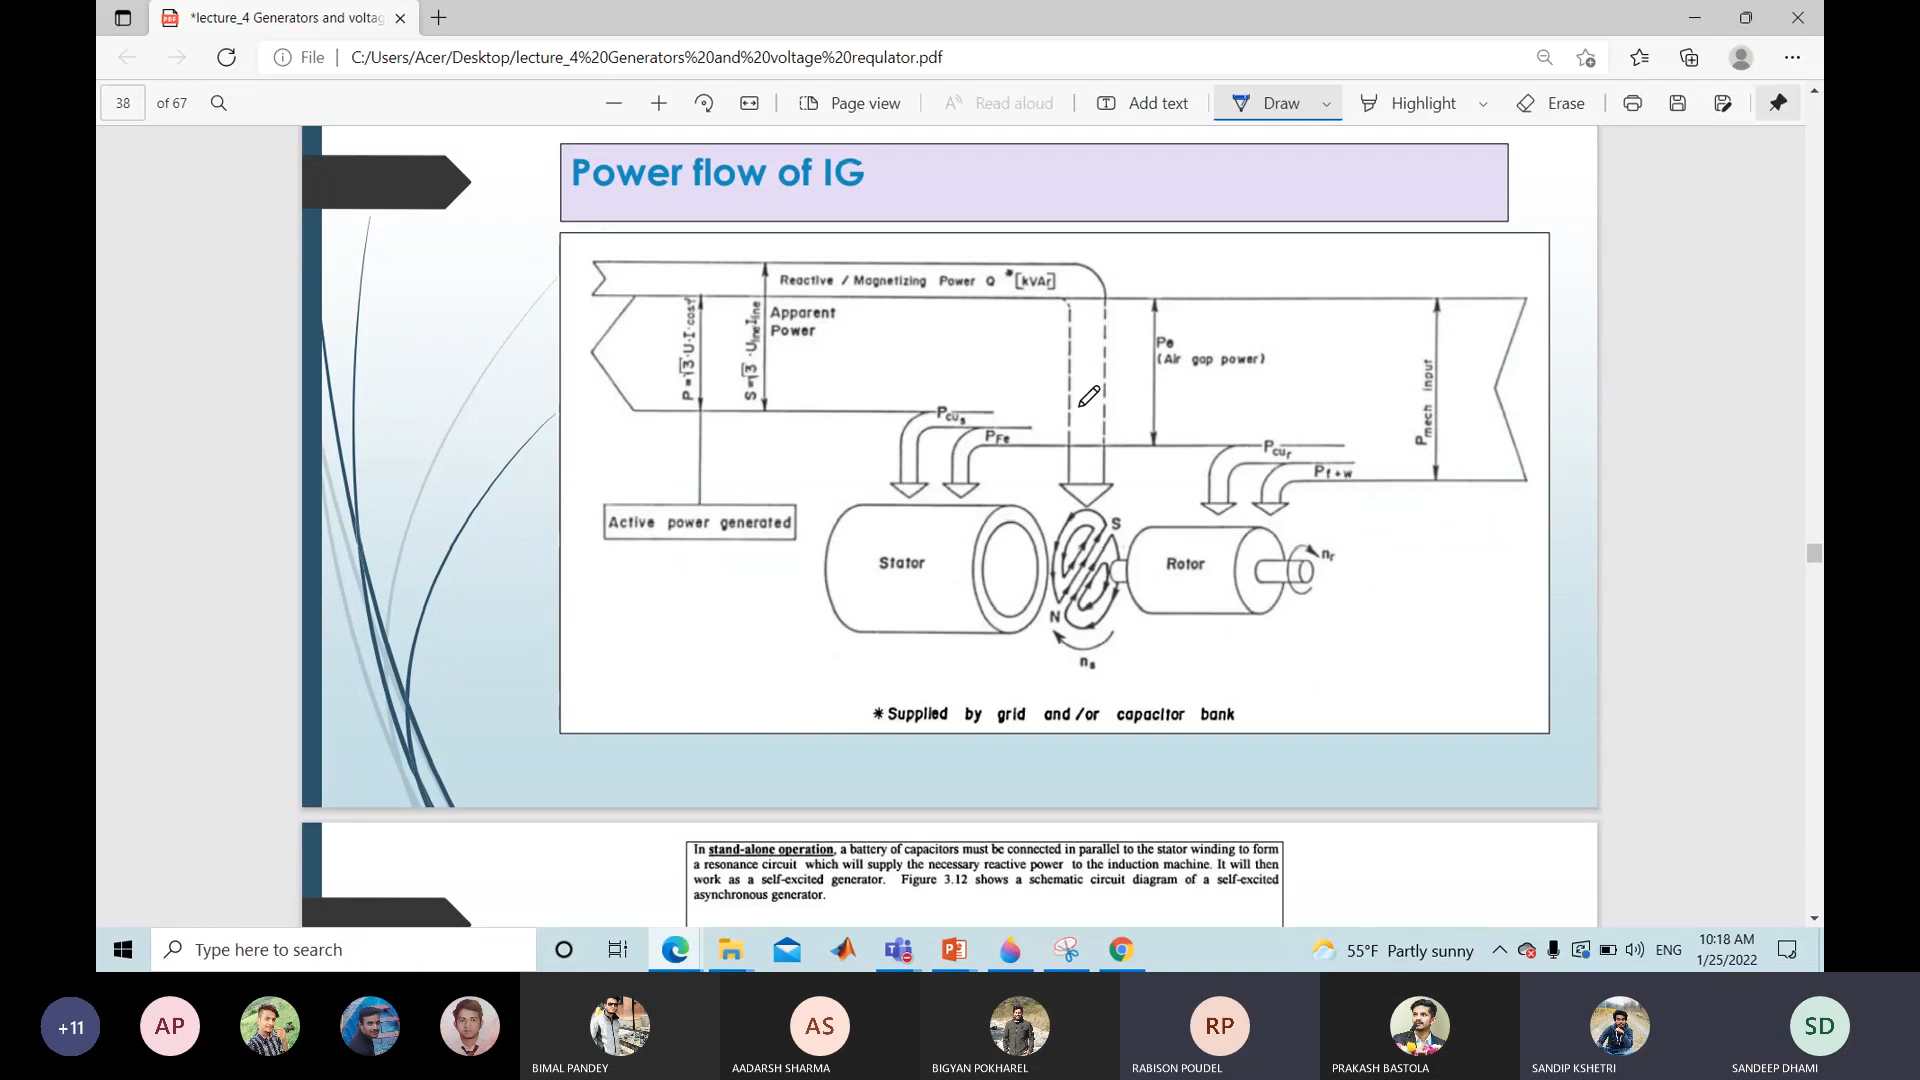 *lecture_4 Generators and voltag
File
C:/Users/Acer/Desktop/lecture_4%20Generators%20and%20voltage%20requlator.pdf
38 of 67
Page view
Read aloud
Add text
Draw
Highlight
Erase
Power flow of IG
Reactive / Magnetizing Power Q *[kVAr]
Apparent
Power
P = √3 · U · I · cosφ
S = √3 · Uline Iline
Pe
(Air gap power)
Pmech input
Pcus
PFe
Pcur
Pf+w
Active power generated
Stator
S
N
Rotor
nr
ns
* Supplied by grid and/or capacitor bank
In stand-alone operation, a battery of capacitors must be connected in parallel to the stator winding to form
a resonance circuit which will supply the necessary reactive power to the induction machine. It will then
work as a self-excited generator. Figure 3.12 shows a schematic circuit diagram of a self-excited
asynchronous generator.
Type here to search
55°F Partly sunny
ENG
10:18 AM
1/25/2022
+11
AP
BIMAL PANDEY
AS
AADARSH SHARMA
BIGYAN POKHAREL
RP
RABISON POUDEL
PRAKASH BASTOLA
SANDIP KSHETRI
SD
SANDEEP DHAMI